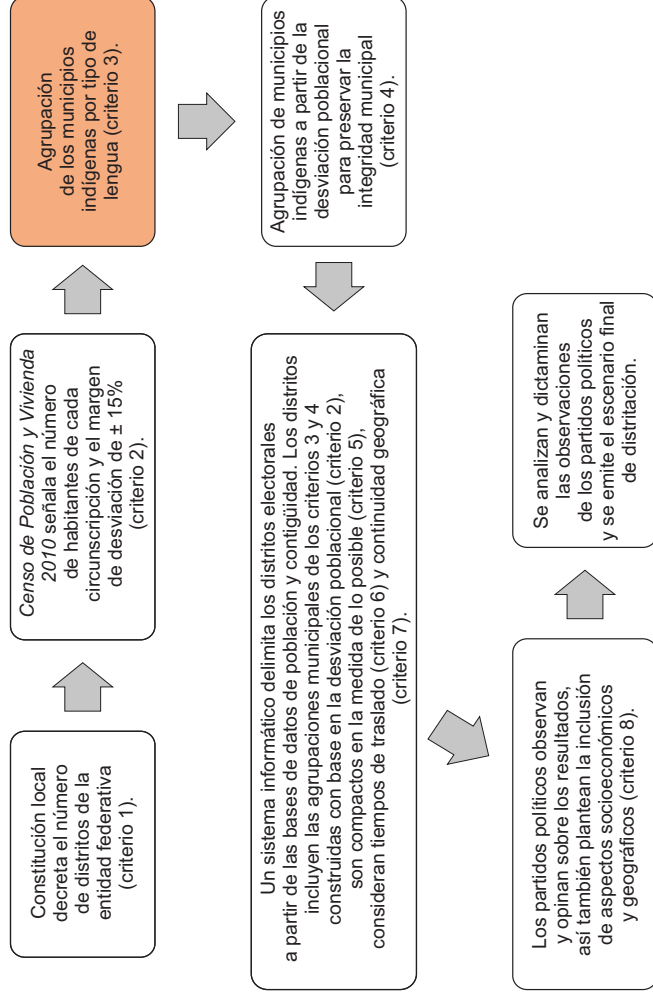 Constitución local
decreta el número
de distritos de la
entidad federativa
(criterio 1).
Censo de Población y Vivienda
2010 señala el número
de habitantes de cada
circunscripción y el margen
de desviación de ± 15%
(criterio 2).
Agrupación
de los municipios
indígenas por tipo de
lengua (criterio 3).
Agrupación de municipios
indígenas a partir de la
desviación poblacional
para preservar la
integridad municipal
(criterio 4).
Un sistema informático delimita los distritos electorales
a partir de las bases de datos de población y contigüidad. Los distritos
incluyen las agrupaciones municipales de los criterios 3 y 4
construidas con base en la desviación poblacional (criterio 2),
son compactos en la medida de lo posible (criterio 5),
consideran tiempos de traslado (criterio 6) y continuidad geográfica
(criterio 7).
Los partidos políticos observan
y opinan sobre los resultados,
así también plantean la inclusión
de aspectos socioeconómicos
y geográficos (criterio 8).
Se analizan y dictaminan
las observaciones
de los partidos políticos
y se emite el escenario final
de distritación.